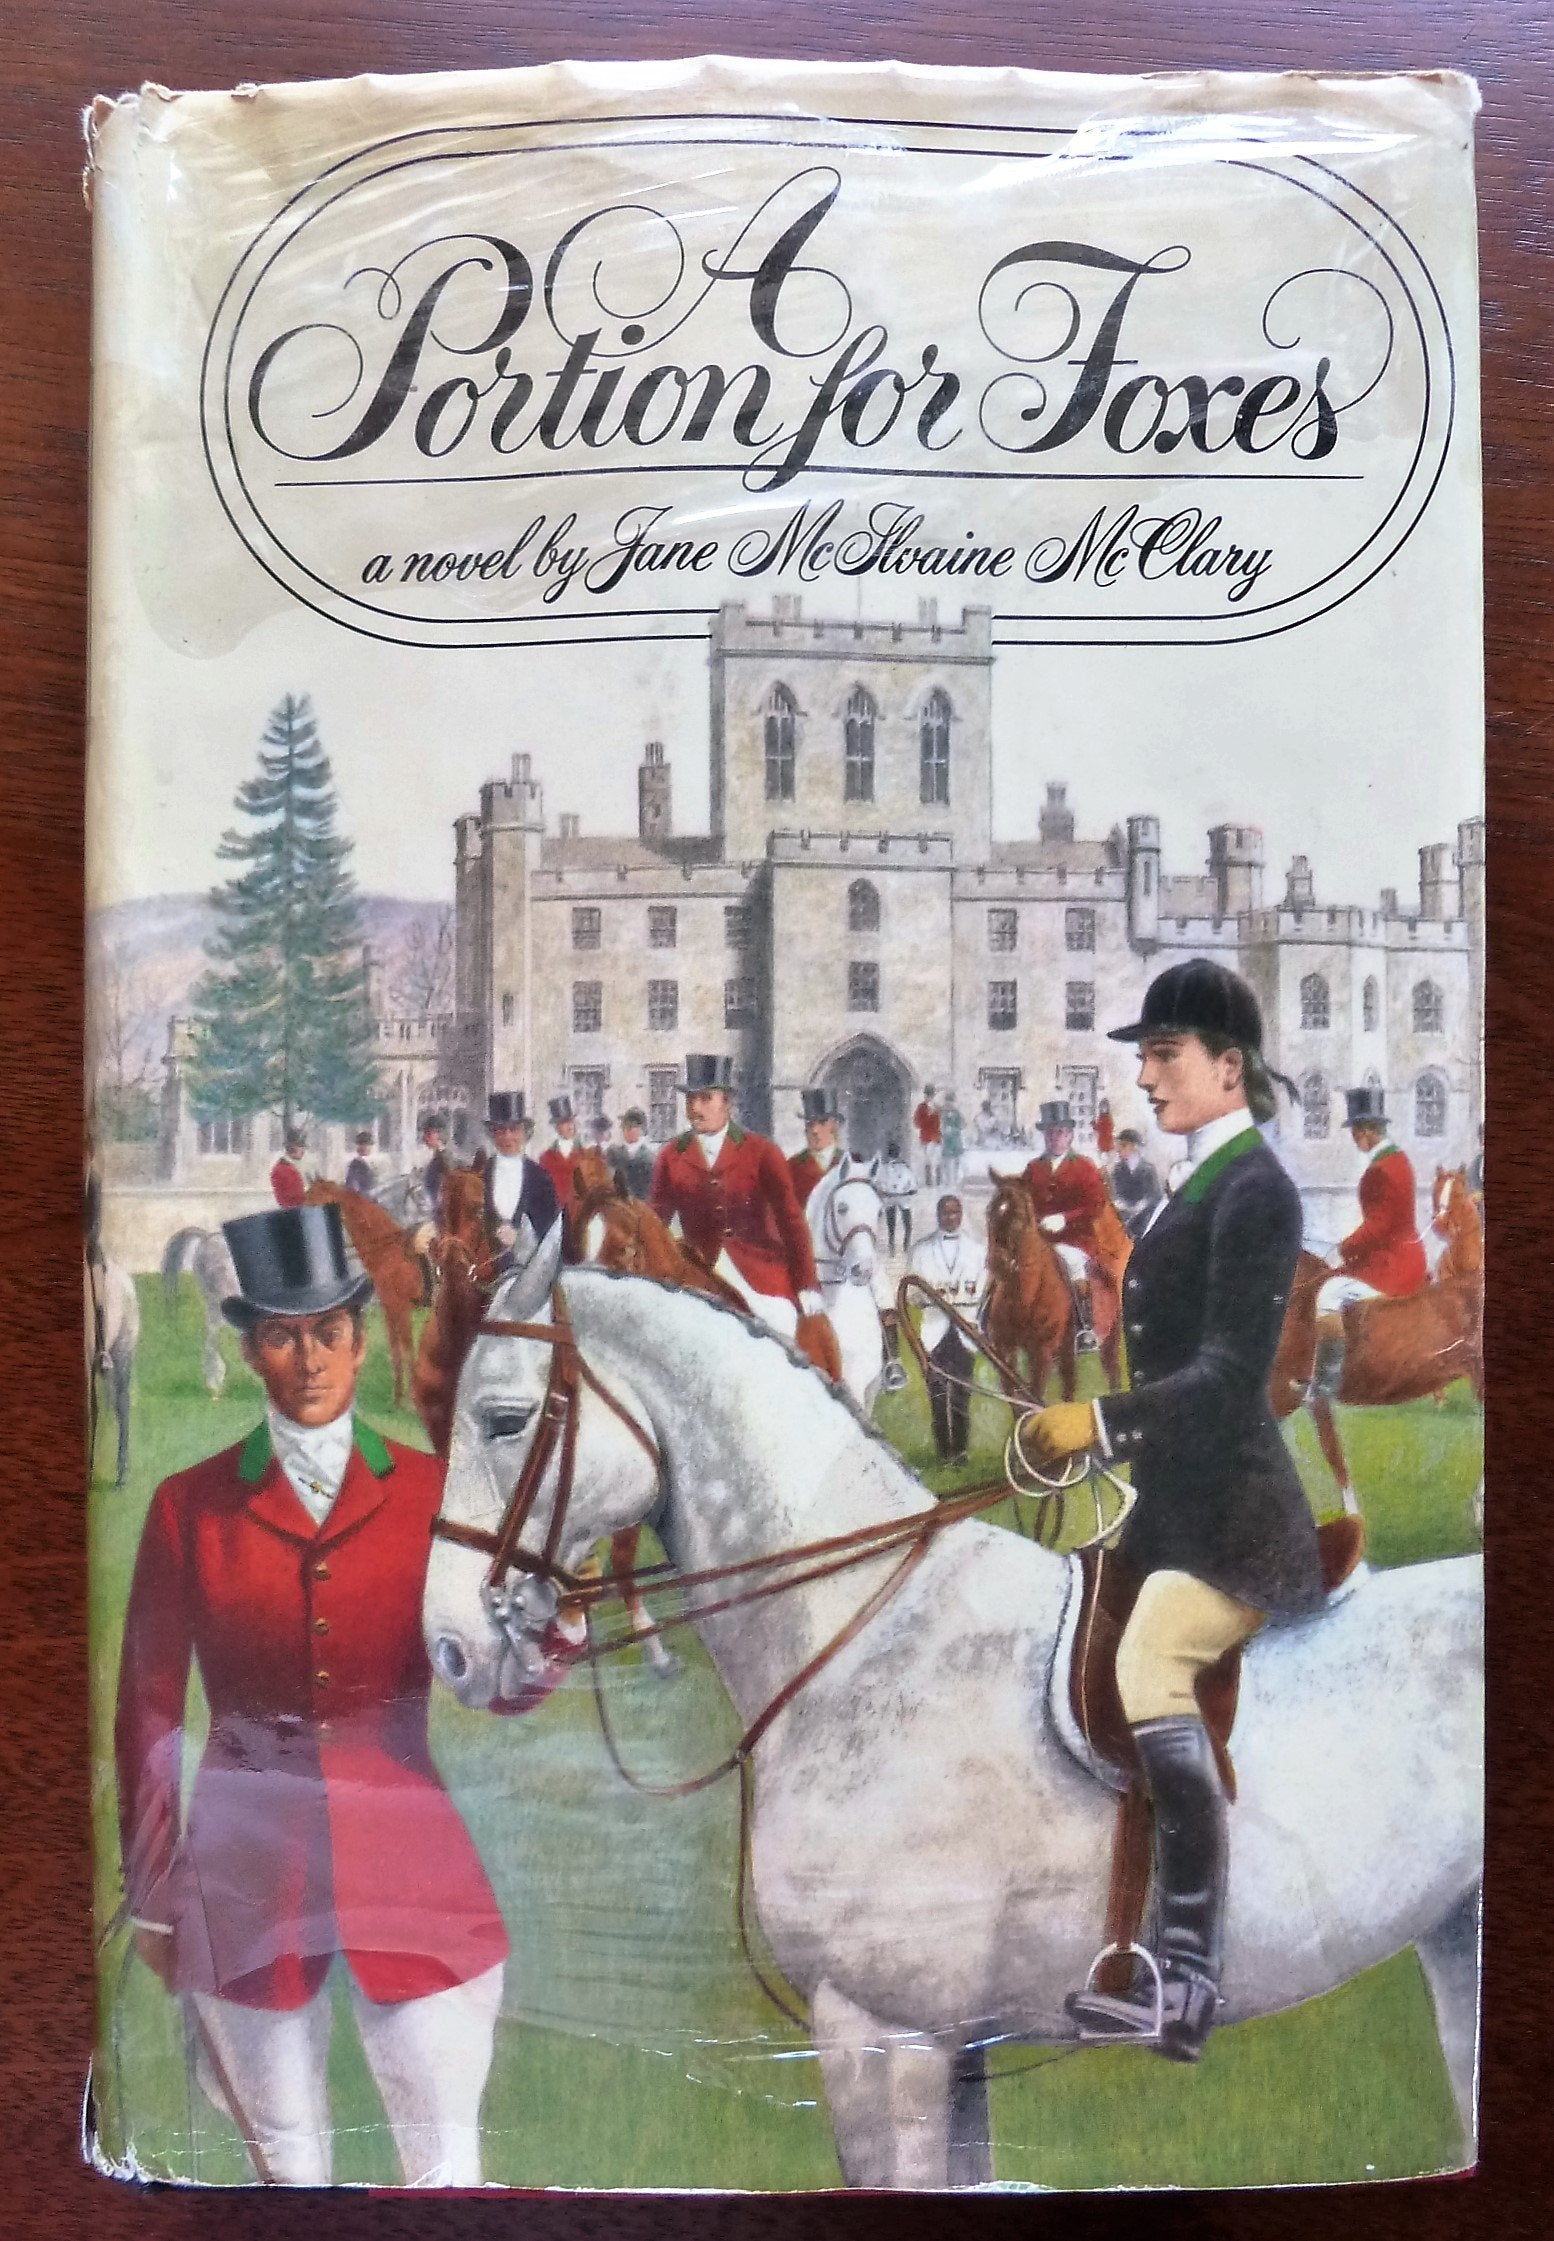 A
Portion for Foxes
a novel by Jane McIlvaine McClary